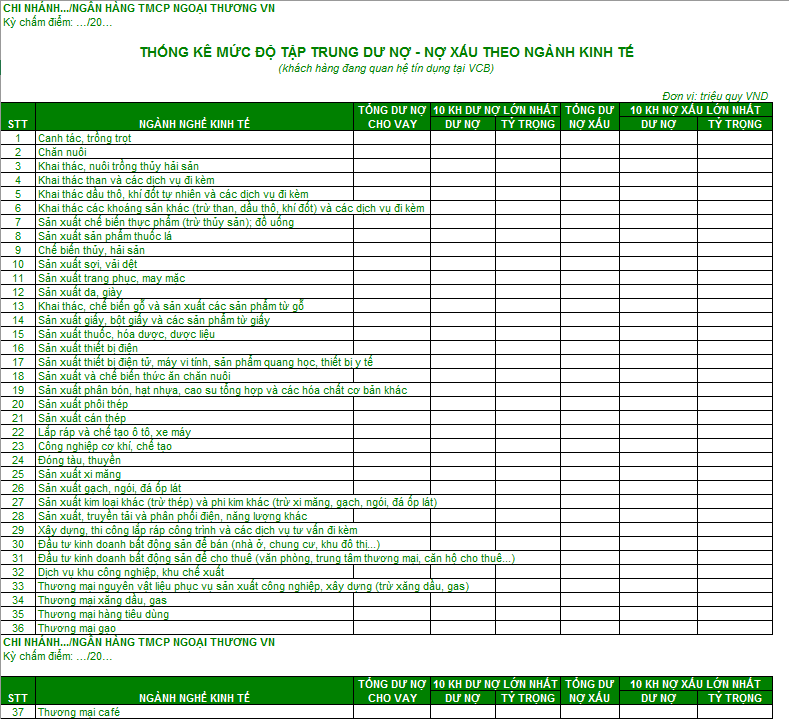 CHI NHÁNH.../NGÂN HÀNG TMCP NGOẠI THƯƠNG VN
Kỳ chấm điểm: .../20...
THỐNG KÊ MỨC ĐỘ TẬP TRUNG DƯ NỢ - NỢ XẤU THEO NGÀNH KINH TẾ
(khách hàng đang quan hệ tín dụng tại VCB)
Đơn vị: triệu quy VND
STT NGÀNH NGHỀ KINH TẾ TỔNG DƯ NỢ CHO VAY 10 KH DƯ NỢ LỚN NHẤT DƯ NỢ TỶ TRỌNG TỔNG DƯ NỢ XẤU 10 KH NỢ XẤU LỚN NHẤT DƯ NỢ TỶ TRỌNG
1 Canh tác, trồng trọt
2 Chăn nuôi
3 Khai thác, nuôi trồng thủy hải sản
4 Khai thác than và các dịch vụ đi kèm
5 Khai thác dầu thô, khí đốt tự nhiên và các dịch vụ đi kèm
6 Khai thác các khoáng sản khác (trừ than, dầu thô, khí đốt) và các dịch vụ đi kèm
7 Sản xuất chế biến thực phẩm (trừ thủy sản); đồ uống
8 Sản xuất sản phẩm thuốc lá
9 Chế biến thủy, hải sản
10 Sản xuất sợi, vải dệt
11 Sản xuất trang phục, may mặc
12 Sản xuất da, giày
13 Khai thác, chế biến gỗ và sản xuất các sản phẩm từ gỗ
14 Sản xuất giấy, bột giấy và các sản phẩm từ giấy
15 Sản xuất thuốc, hóa dược, dược liệu
16 Sản xuất thiết bị điện
17 Sản xuất thiết bị điện tử, máy vi tính, sản phẩm quang học, thiết bị y tế
18 Sản xuất và chế biến thức ăn chăn nuôi
19 Sản xuất phân bón, hạt nhựa, cao su tổng hợp và các hóa chất cơ bản khác
20 Sản xuất phôi thép
21 Sản xuất cán thép
22 Lắp ráp và chế tạo ô tô, xe máy
23 Công nghiệp cơ khí, chế tạo
24 Đóng tàu, thuyền
25 Sản xuất xi măng
26 Sản xuất gạch, ngói, đá ốp lát
27 Sản xuất kim loại khác (trừ thép) và phi kim khác (trừ xi măng, gạch, ngói, đá ốp lát)
28 Sản xuất, truyền tải và phân phối điện, năng lượng khác
29 Xây dựng, thi công lắp ráp công trình và các dịch vụ tư vấn đi kèm
30 Đầu tư kinh doanh bất động sản để bán (nhà ở, chung cư, khu đô thị...)
31 Đầu tư kinh doanh bất động sản để cho thuê (văn phòng, trung tâm thương mại, căn hộ cho thuê...)
32 Dịch vụ khu công nghiệp, khu chế xuất
33 Thương mại nguyên vật liệu phục vụ sản xuất công nghiệp, xây dựng (trừ xăng dầu, gas)
34 Thương mại xăng dầu, gas
35 Thương mại hàng tiêu dùng
36 Thương mại gạo
CHI NHÁNH.../NGÂN HÀNG TMCP NGOẠI THƯƠNG VN
Kỳ chấm điểm: .../20...
STT NGÀNH NGHỀ KINH TẾ TỔNG DƯ NỢ CHO VAY 10 KH DƯ NỢ LỚN NHẤT DƯ NỢ TỶ TRỌNG TỔNG DƯ NỢ XẤU 10 KH NỢ XẤU LỚN NHẤT DƯ NỢ TỶ TRỌNG
37 Thương mại café